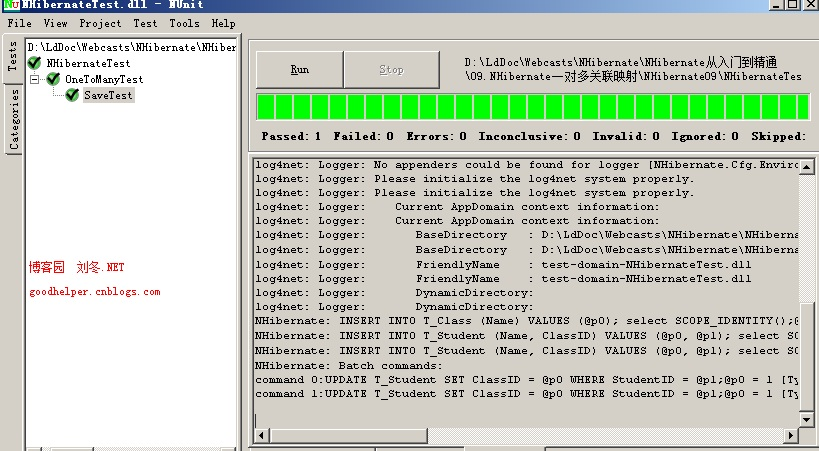 NHibernateTest.dll - NUnit
File View Project Test Tools Help
Tests
Categories
D:\LdDoc\Webcasts\NHibernate\NHiber
NHibernateTest
OneToManyTest
SaveTest
博客园 刘冬.NET
goodhelper.cnblogs.com
Run
Stop
D:\LdDoc\Webcasts\NHibernate\NHibernate从入门到精通
\09.NHibernate一对多关联映射\NHibernate09\NHibernateTes
Passed: 1 Failed: 0 Errors: 0 Inconclusive: 0 Invalid: 0 Ignored: 0 Skipped:
log4net: Logger: No appenders could be found for logger [NHibernate.Cfg.Enviro
log4net: Logger: Please initialize the log4net system properly.
log4net: Logger: Please initialize the log4net system properly.
log4net: Logger: Current AppDomain context information:
log4net: Logger: Current AppDomain context information:
log4net: Logger: BaseDirectory : D:\LdDoc\Webcasts\NHibernate\NHiberna
log4net: Logger: BaseDirectory : D:\LdDoc\Webcasts\NHibernate\NHiberna
log4net: Logger: FriendlyName : test-domain-NHibernateTest.dll
log4net: Logger: FriendlyName : test-domain-NHibernateTest.dll
log4net: Logger: DynamicDirectory:
log4net: Logger: DynamicDirectory:
NHibernate: INSERT INTO T_Class (Name) VALUES (@p0); select SCOPE_IDENTITY();@
NHibernate: INSERT INTO T_Student (Name, ClassID) VALUES (@p0, @p1); select SC
NHibernate: INSERT INTO T_Student (Name, ClassID) VALUES (@p0, @p1); select SC
NHibernate: Batch commands:
command 0:UPDATE T_Student SET ClassID = @p0 WHERE StudentID = @p1;@p0 = 1 [Ty
command 1:UPDATE T_Student SET ClassID = @p0 WHERE StudentID = @p1;@p0 = 1 [Ty